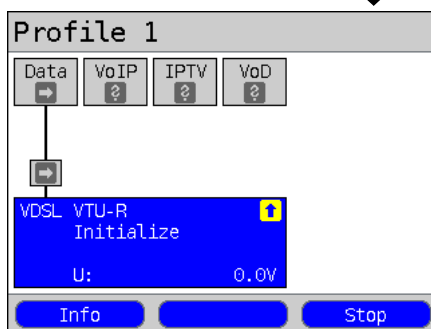 Profile 1
Data VoIP IPTV VoD
? ? ?
VDSL VTU-R
Initialize
U: 0.0V
Info Stop